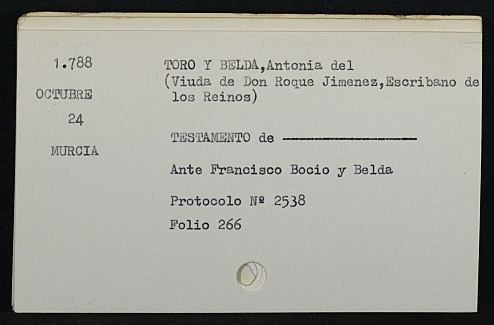 1.788
OCTUBRE
24
MURCIA
TORO Y BELDA,Antonia del
(Viuda de Don Roque Jimenez,Escribano de
los Reinos)
TESTAMENTO de ----------------
Ante Francisco Bocio y Belda
Protocolo Nº 2538
Folio 266